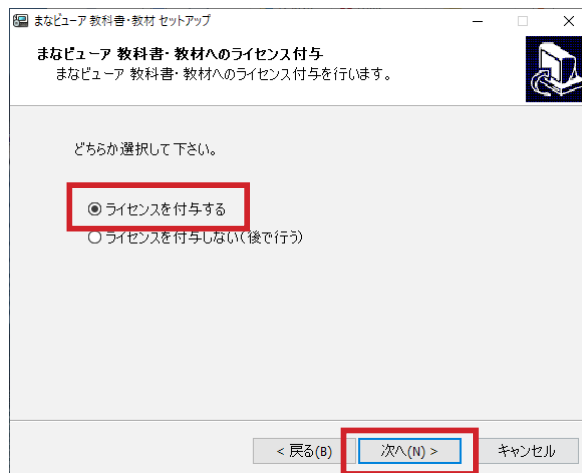 まなビューア 教科書・教材 セットアップ
まなビューア 教科書・教材へのライセンス付与
まなビューア 教科書・教材へのライセンス付与を行います。
どちらか選択して下さい。
ライセンスを付与する
ライセンスを付与しない(後で行う)
< 戻る(B)
次へ(N) >
キャンセル